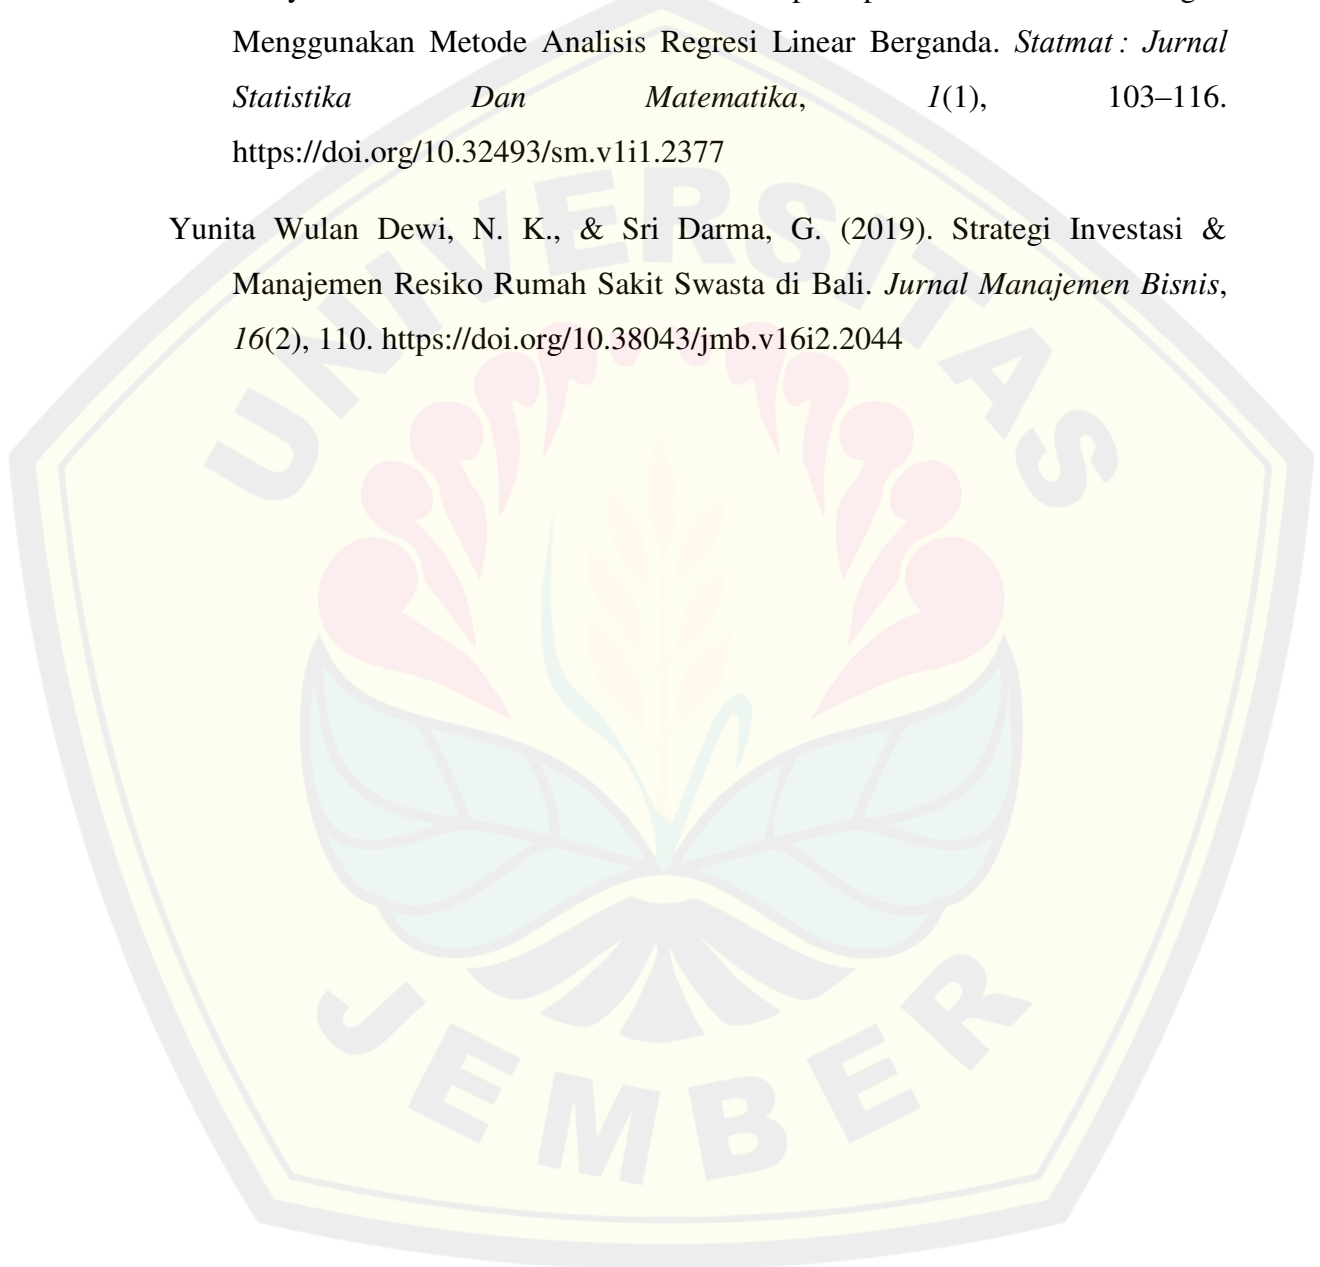 Menggunakan Metode Analisis Regresi Linear Berganda. Statmat : Jurnal
Statistika Dan Matematika, 1(1), 103–116.
https://doi.org/10.32493/sm.v1i1.2377
Yunita Wulan Dewi, N. K., & Sri Darma, G. (2019). Strategi Investasi &
Manajemen Resiko Rumah Sakit Swasta di Bali. Jurnal Manajemen Bisnis,
16(2), 110. https://doi.org/10.38043/jmb.v16i2.2044
UNIVERSITAS
JEMBER